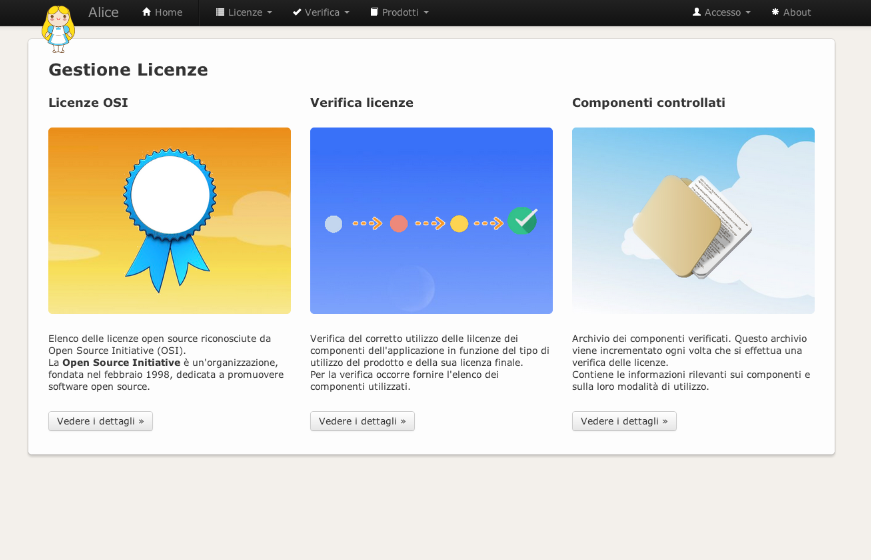 Alice
Home
Licenze
Verifica
Prodotti
Accesso
About
Gestione Licenze
Licenze OSI
Elenco delle licenze open source riconosciute da
Open Source Initiative (OSI).
La Open Source Initiative è un'organizzazione,
fondata nel febbraio 1998, dedicata a promuovere
software open source.
Vedere i dettagli »
Verifica licenze
Verifica del corretto utilizzo delle lilcenze dei
componenti dell'applicazione in funzione del tipo di
utilizzo del prodotto e della sua licenza finale.
Per la verifica occorre fornire l'elenco dei
componenti utilizzati.
Vedere i dettagli »
Componenti controllati
Archivio dei componenti verificati. Questo archivio
viene incrementato ogni volta che si effettua una
verifica delle licenze.
Contiene le informazioni rilevanti sui componenti e
sulla loro modalità di utilizzo.
Vedere i dettagli »